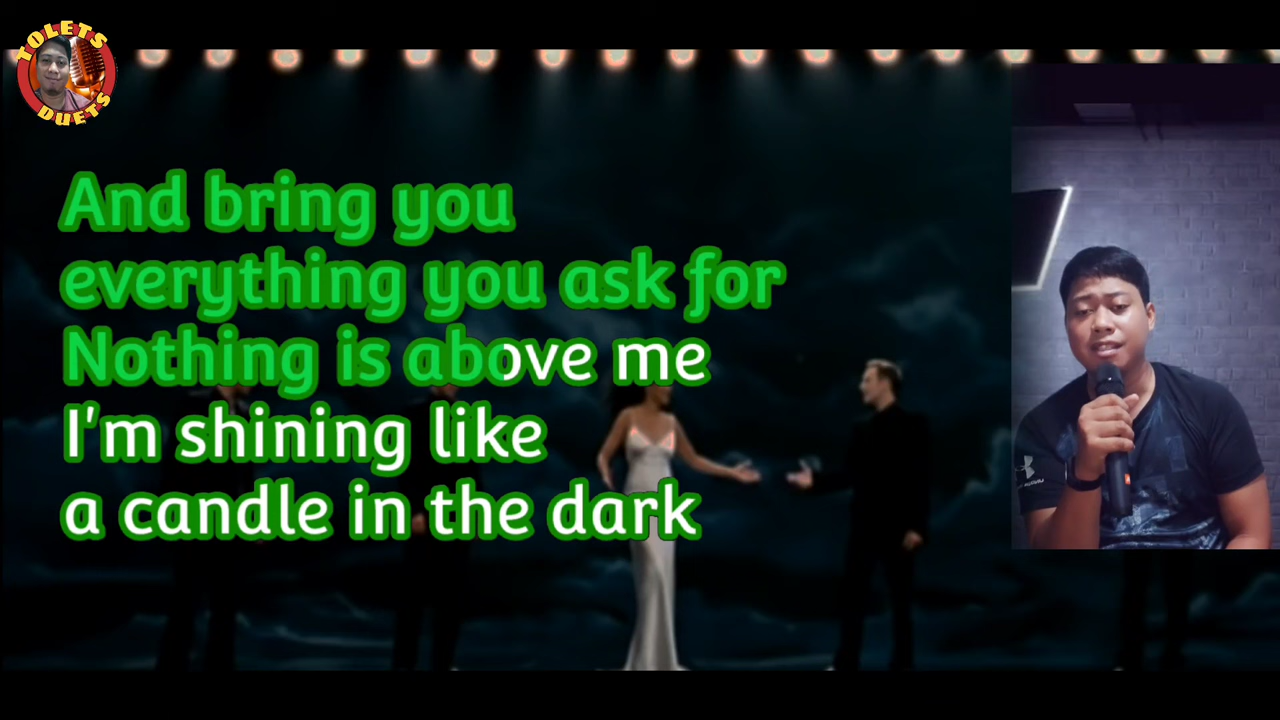 TOLETS
DUETS
And bring you
everything you ask for
Nothing is above me
I'm shining like
a candle in the dark